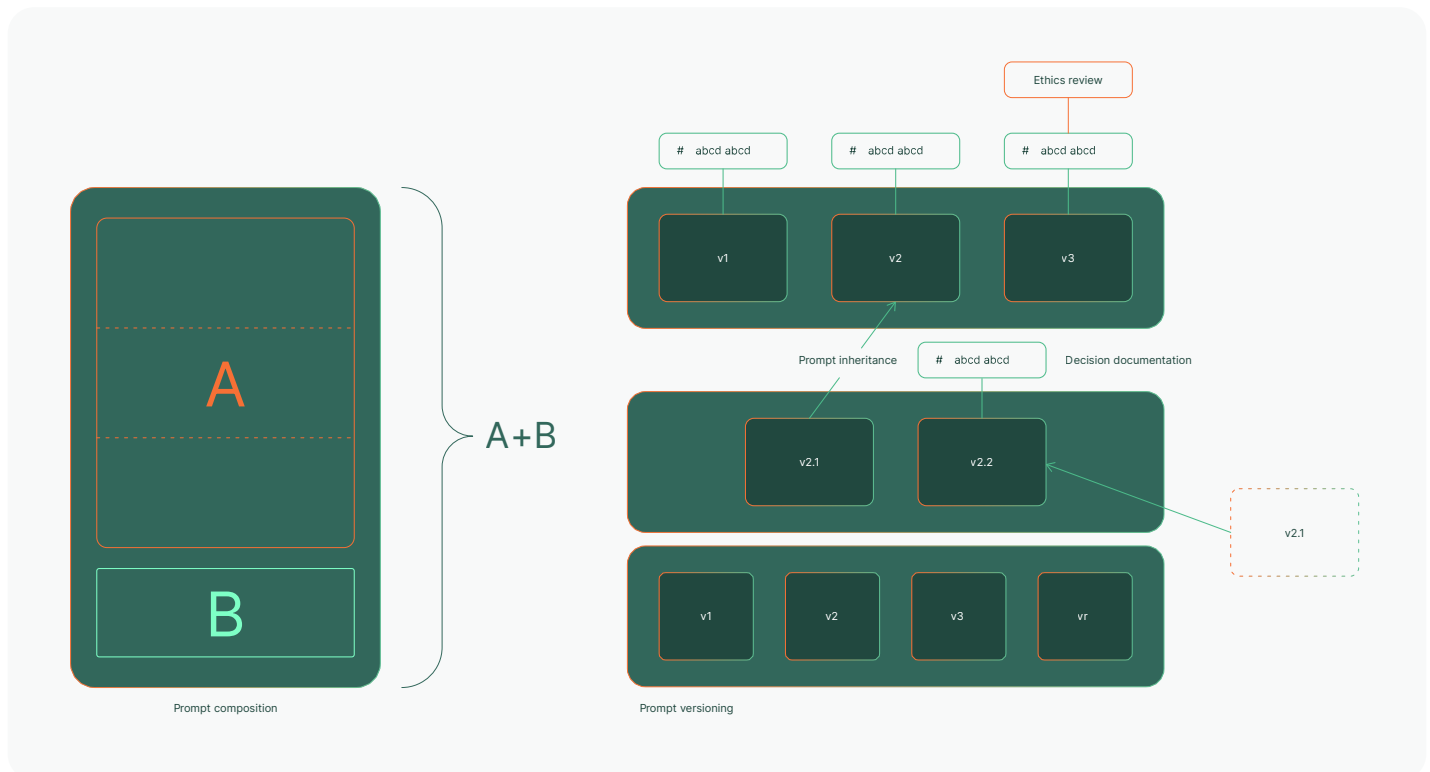 Ethics review
# abcd abcd
# abcd abcd
# abcd abcd
v1
v2
v3
A
B
A+B
Prompt composition
Prompt inheritance
# abcd abcd
Decision documentation
v2.1
v2.2
v2.1
v1
v2
v3
vr
Prompt versioning